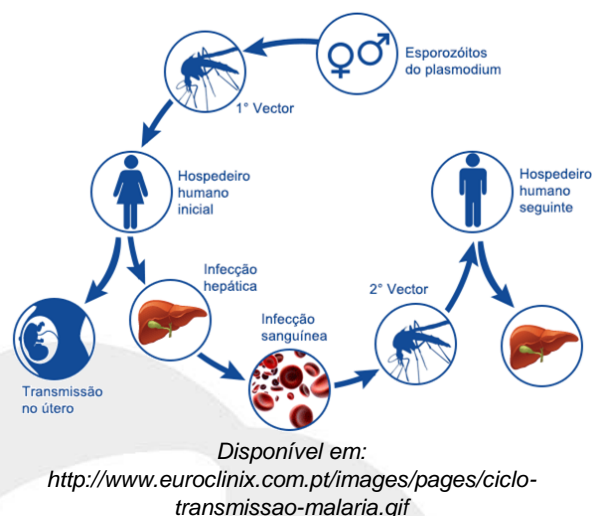 Esporozóitos
do plasmodium
1° Vector
Hospedeiro
humano
inicial
Hospedeiro
humano
seguinte
Infecção
hepática
2° Vector
Infecção
sanguínea
Transmissão
no útero
Disponível em:
http://www.euroclinix.com.pt/images/pages/ciclo-
transmissao-malaria.gif